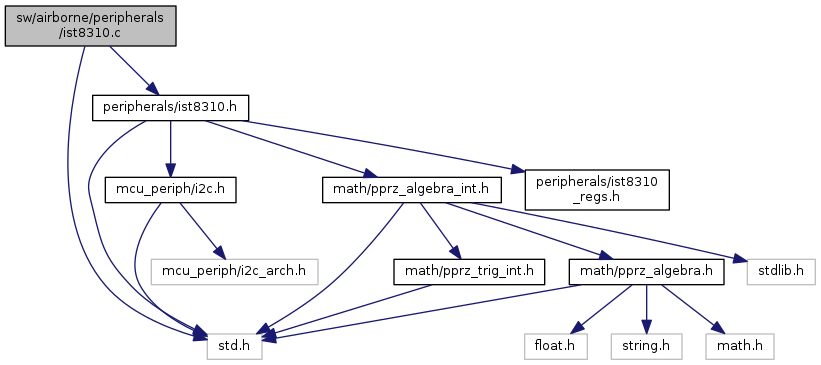 sw/airborne/peripherals
/ist8310.c
peripherals/ist8310.h
mcu_periph/i2c.h
math/pprz_algebra_int.h
peripherals/ist8310
_regs.h
mcu_periph/i2c_arch.h
math/pprz_trig_int.h
math/pprz_algebra.h
stdlib.h
std.h
float.h
string.h
math.h